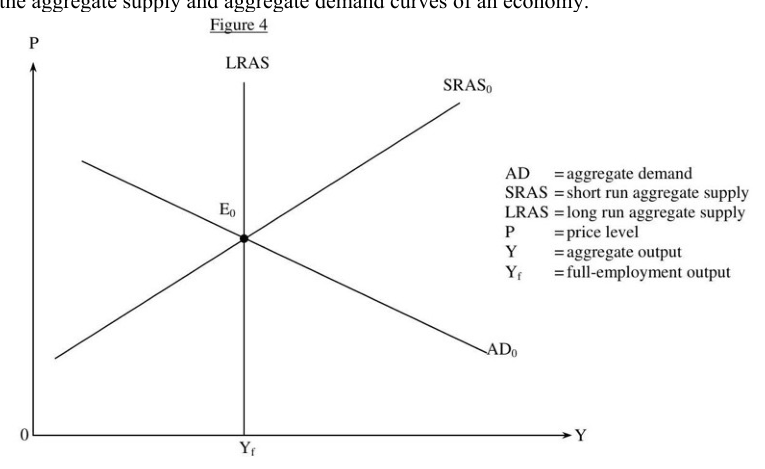 the aggregate supply and aggregate demand curves of an economy.
Figure 4
P
LRAS
SRAS₀
AD = aggregate demand
SRAS = short run aggregate supply
LRAS = long run aggregate supply
P = price level
Y = aggregate output
Yf = full-employment output
E₀
AD₀
0
Y
Yf